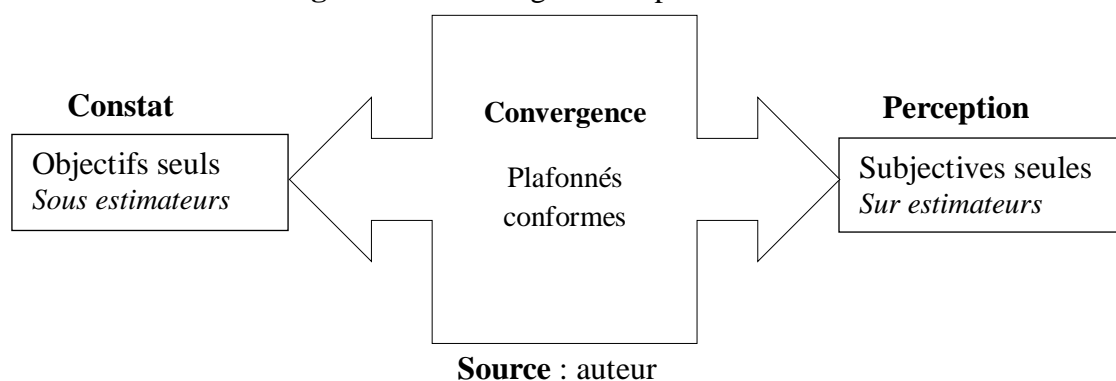 Constat
Objectifs seuls
Sous estimateurs
Convergence
Plafonnés
conformes
Perception
Subjectives seules
Sur estimateurs
Source : auteur